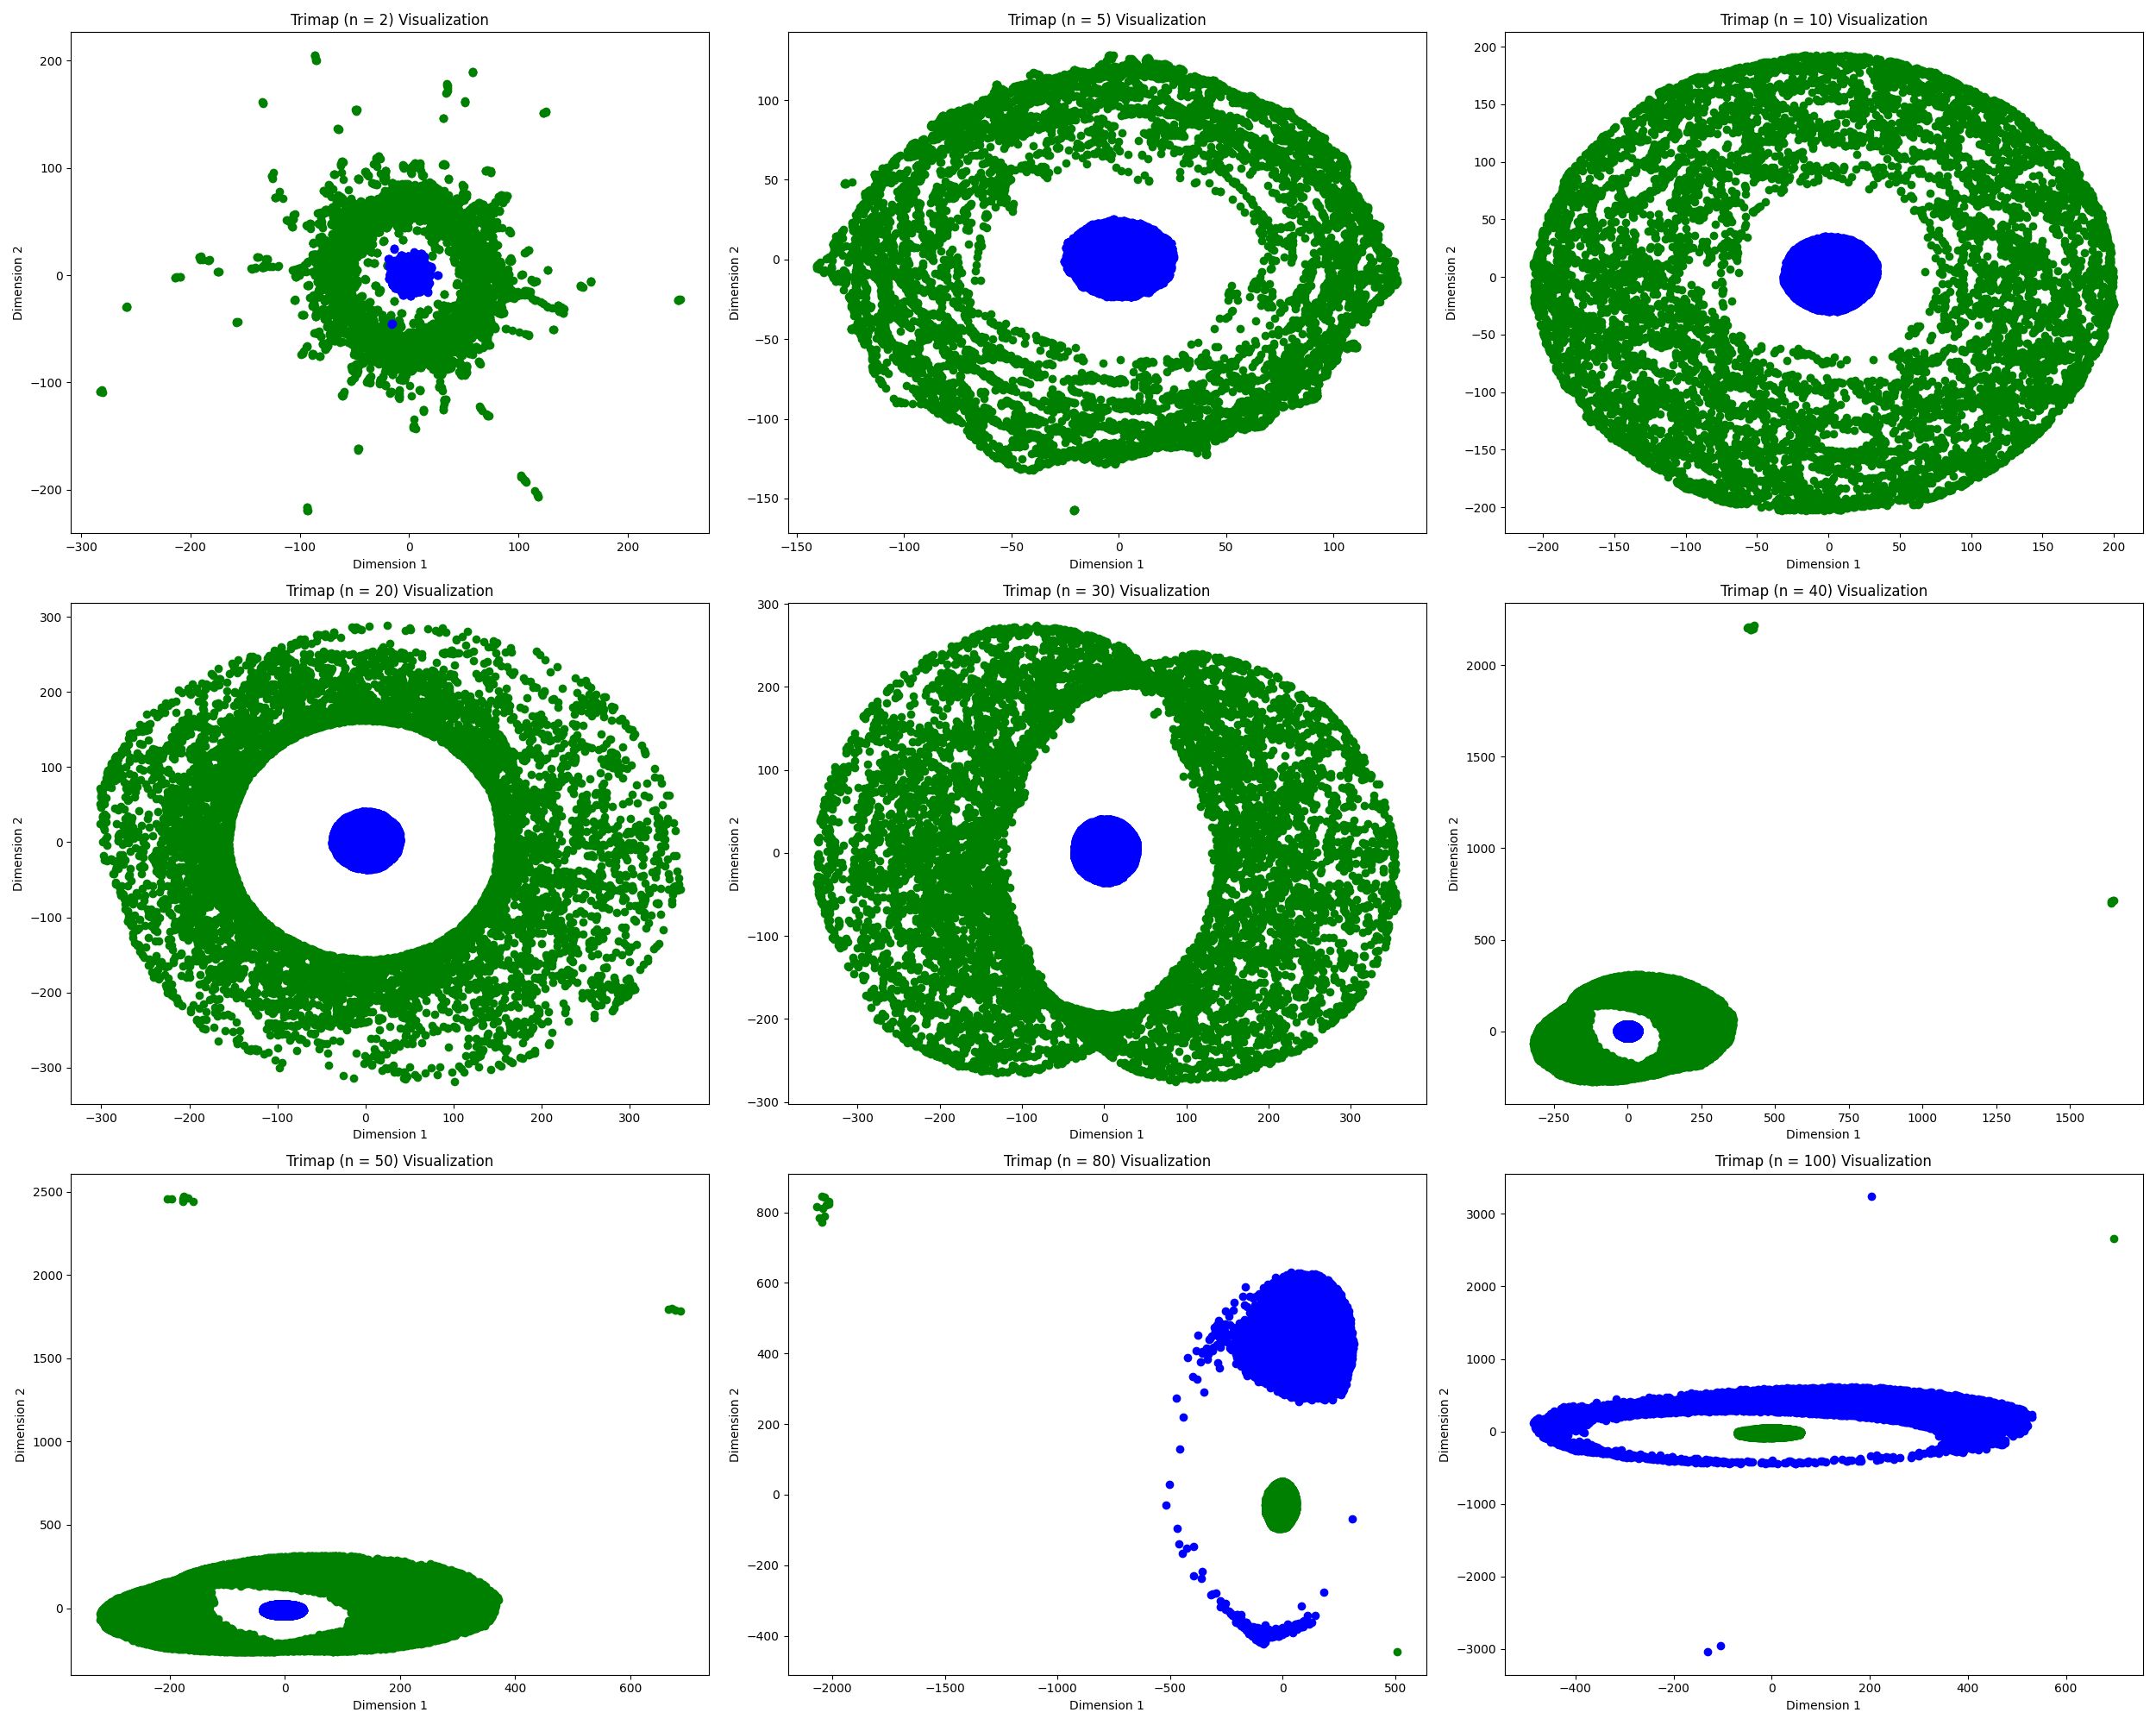 Trimap (n = 2) Visualization
200
100
0
−100
−200
Dimension 2
−300 −200 −100 0 100 200
Dimension 1
Trimap (n = 5) Visualization
100
50
0
−50
−100
−150
Dimension 2
−150 −100 −50 0 50 100
Dimension 1
Trimap (n = 10) Visualization
200
150
100
50
0
−50
−100
−150
−200
Dimension 2
−200 −150 −100 −50 0 50 100 150 200
Dimension 1
Trimap (n = 20) Visualization
300
200
100
0
−100
−200
−300
Dimension 2
−300 −200 −100 0 100 200 300
Dimension 1
Trimap (n = 30) Visualization
300
200
100
0
−100
−200
−300
Dimension 2
−300 −200 −100 0 100 200 300
Dimension 1
Trimap (n = 40) Visualization
2000
1500
1000
500
0
Dimension 2
−250 0 250 500 750 1000 1250 1500
Dimension 1
Trimap (n = 50) Visualization
2500
2000
1500
1000
500
0
Dimension 2
−200 0 200 400 600
Dimension 1
Trimap (n = 80) Visualization
800
600
400
200
0
−200
−400
Dimension 2
−2000 −1500 −1000 −500 0 500
Dimension 1
Trimap (n = 100) Visualization
3000
2000
1000
0
−1000
−2000
−3000
Dimension 2
−400 −200 0 200 400 600
Dimension 1